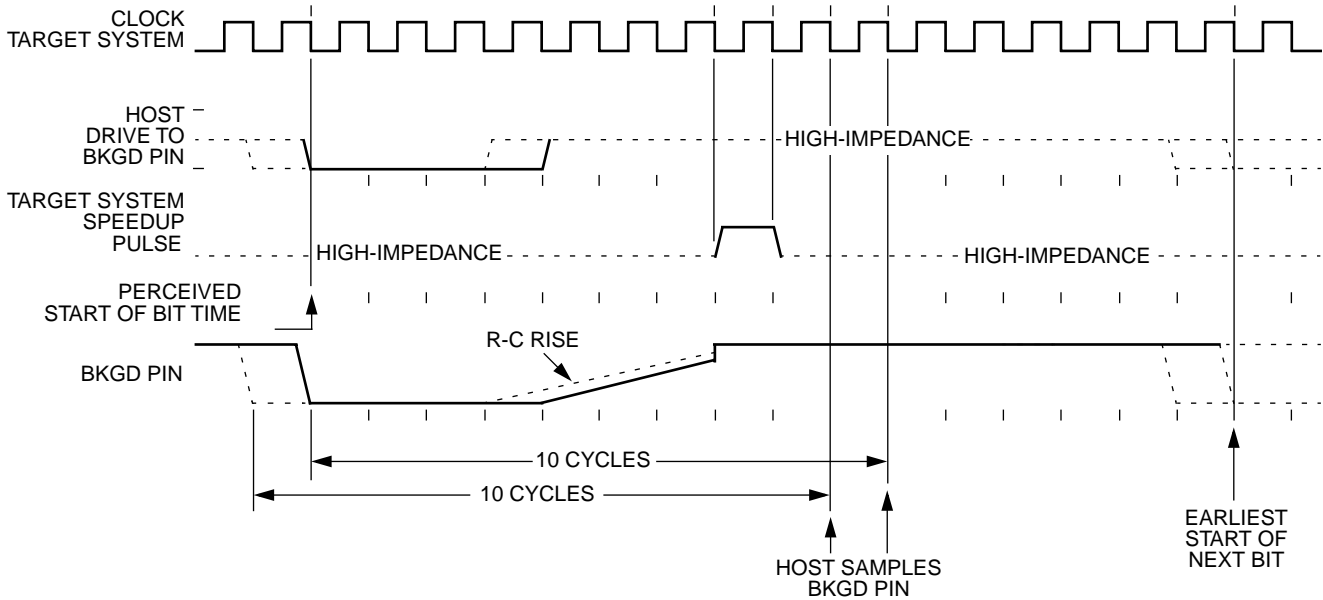 CLOCK
TARGET SYSTEM
HOST
DRIVE TO
BKGD PIN
HIGH-IMPEDANCE
TARGET SYSTEM
SPEEDUP
PULSE
HIGH-IMPEDANCE
HIGH-IMPEDANCE
PERCEIVED
START OF BIT TIME
R-C RISE
BKGD PIN
10 CYCLES
10 CYCLES
HOST SAMPLES
BKGD PIN
EARLIEST
START OF
NEXT BIT